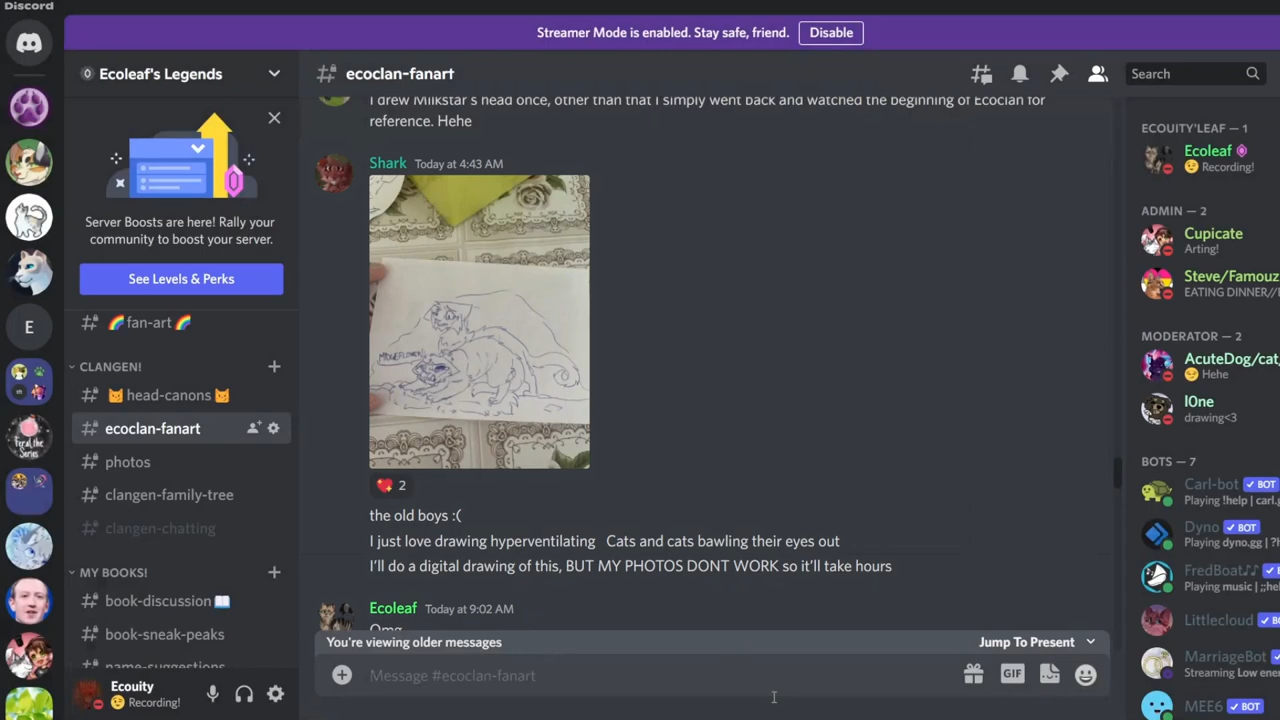 Discord
Streamer Mode is enabled. Stay safe, friend.
Disable
Ecoleaf's Legends
Server Boosts are here! Rally your
community to boost your server.
See Levels & Perks
🌈fan-art🌈
CLANGEN!
🐱head-canons🐱
ecoclan-fanart
photos
clangen-family-tree
clangen-chatting
MY BOOKS!
book-discussion📖
book-sneak-peaks
name-suggestions
Ecouity
Recording!
ecoclan-fanart
Search
I drew Milkstar's head once, other than that I simply went back and watched the beginning of Ecoclan for
reference. Hehe
Shark Today at 4:43 AM
2
the old boys :(
I just love drawing hyperventilating Cats and cats bawling their eyes out
I'll do a digital drawing of this, BUT MY PHOTOS DONT WORK so it'll take hours
Ecoleaf Today at 9:02 AM
Omg
You're viewing older messages
Jump To Present
Message #ecoclan-fanart
GIF
ECOUITY'LEAF — 1
Ecoleaf
Recording!
ADMIN — 2
Cupicate
Arting!
Steve/Famouz
EATING DINNER//
MODERATOR — 2
AcuteDog/cat
Hehe
l0ne
drawing<3
BOTS — 7
Carl-bot BOT
Playing !help | carl.g
Dyno BOT
Playing dyno.gg | ?h
FredBoat♪♪ B
Playing music | ;;he
Littlecloud
MarriageBot
Streaming Low ene
MEE6 BOT
E